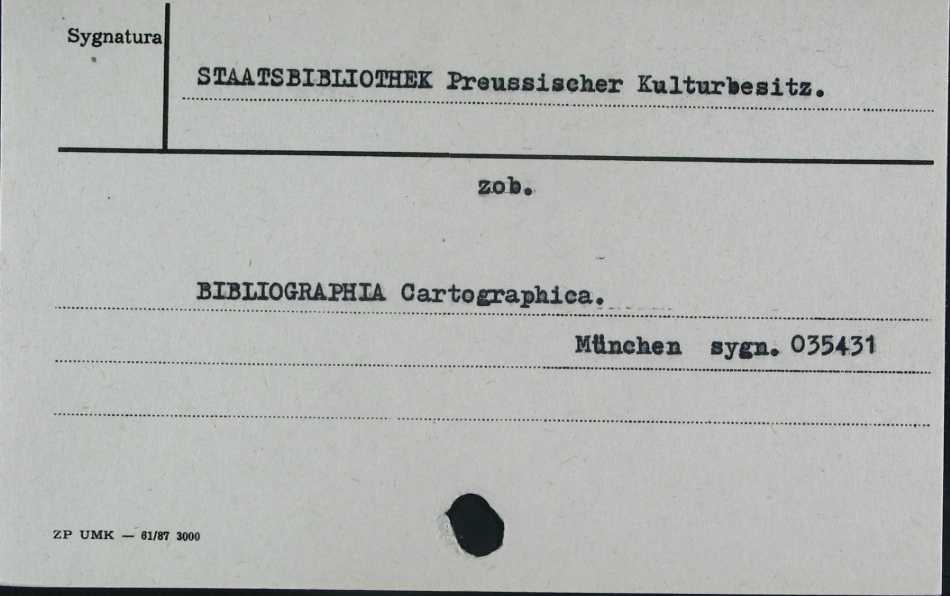 Sygnatura
STAATSBIBLIOTHEK Preussischer Kulturbesitz.
zob.
BIBLIOGRAPHIA Cartographica.
München sygn. 035431
ZP UMK — 61/87 3000